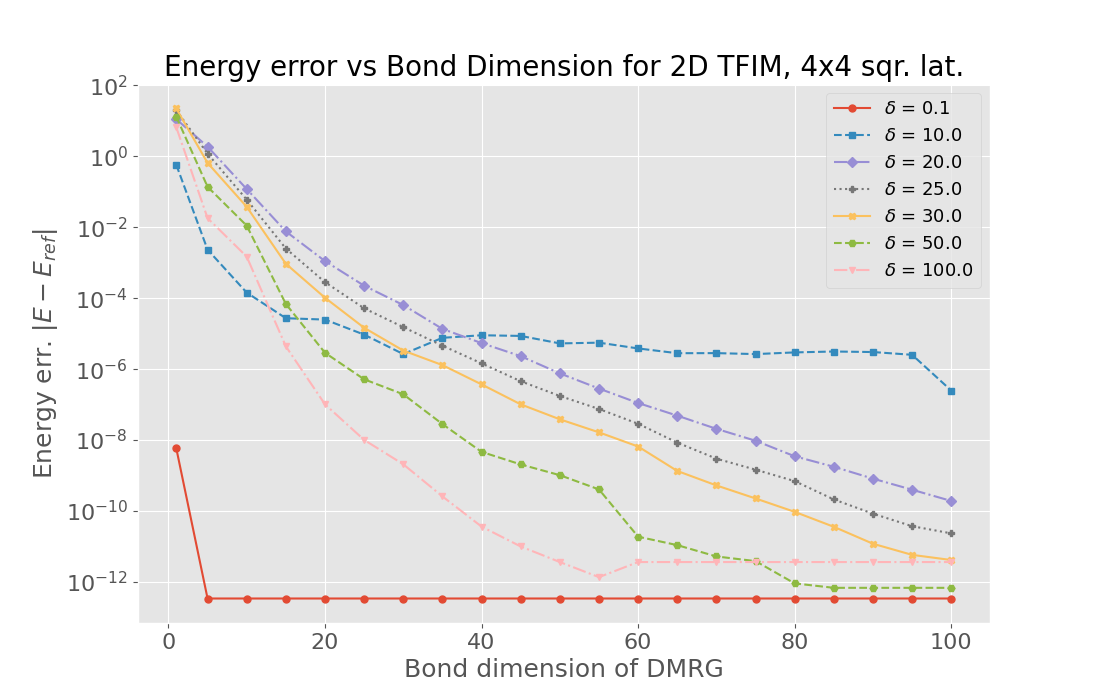 Energy error vs Bond Dimension for 2D TFIM, 4x4 sqr. lat.
Energy err. |E − E_{ref}|
10^{2}
10^{0}
10^{−2}
10^{−4}
10^{−6}
10^{−8}
10^{−10}
10^{−12}
δ = 0.1
δ = 10.0
δ = 20.0
δ = 25.0
δ = 30.0
δ = 50.0
δ = 100.0
0 20 40 60 80 100
Bond dimension of DMRG